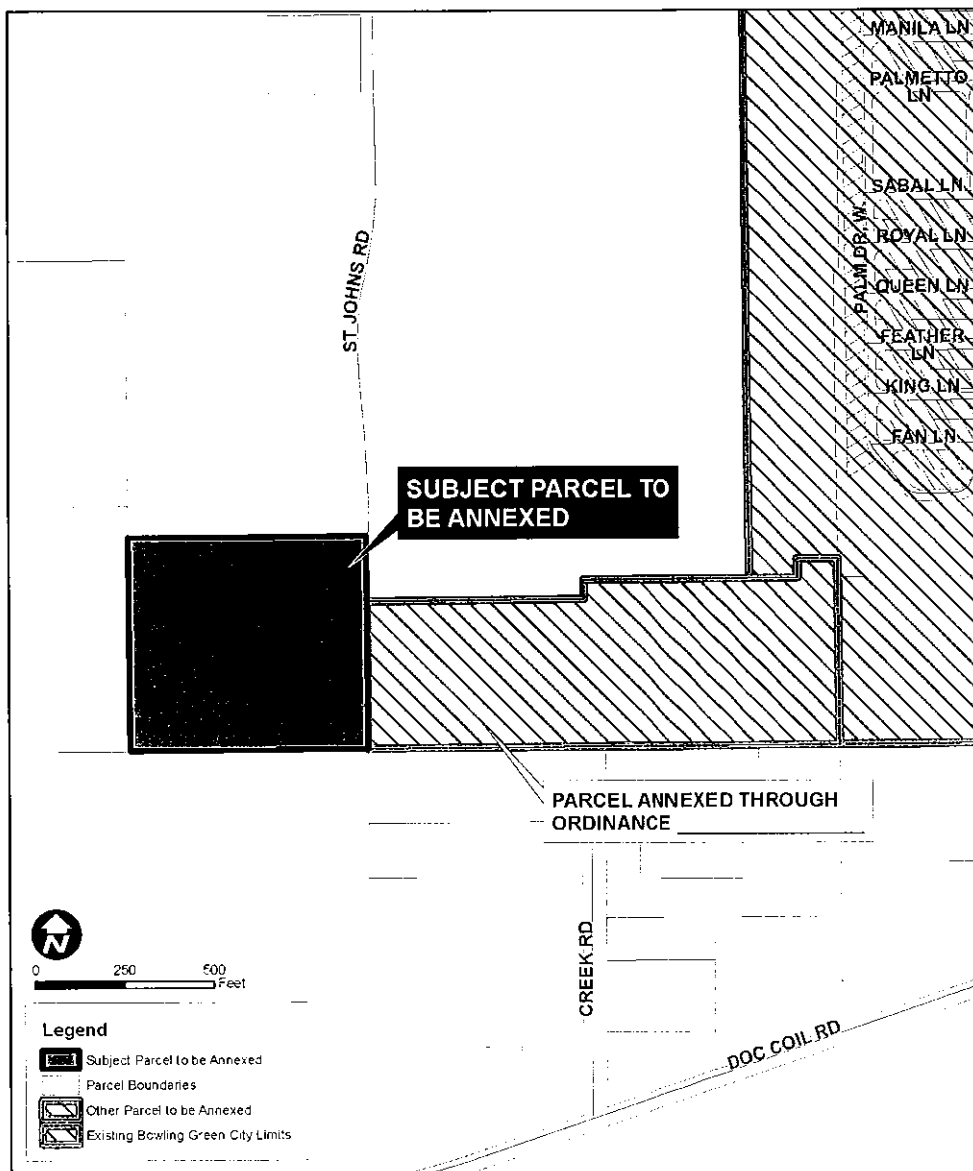 MANILA LN
PALMETTO
LN
SABAL LN
ROYAL LN
PALM DR, W.
QUEEN LN
FEATHER
LN
KING LN
FAN LN
ST JOHNS RD
SUBJECT PARCEL TO
BE ANNEXED
PARCEL ANNEXED THROUGH
ORDINANCE
CREEK RD
DOC COIL RD
N
0 250 500
Feet
Legend
Subject Parcel to be Annexed
Parcel Boundaries
Other Parcel to be Annexed
Existing Bowling Green City Limits